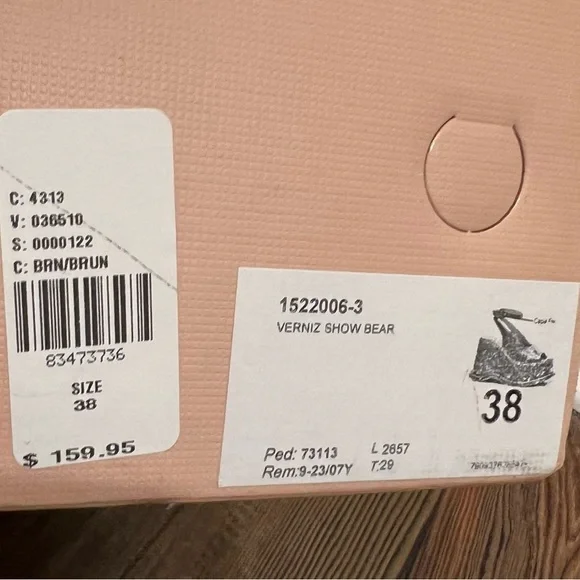 C: 4313
V: 036510
S: 0000122
C: BRN/BRUN
83473736
SIZE
38
$ 159.95
1522006-3
VERNIZ SHOW BEAR
38
Ped: 73113 L 2657
Rem:9-23/07Y T.29